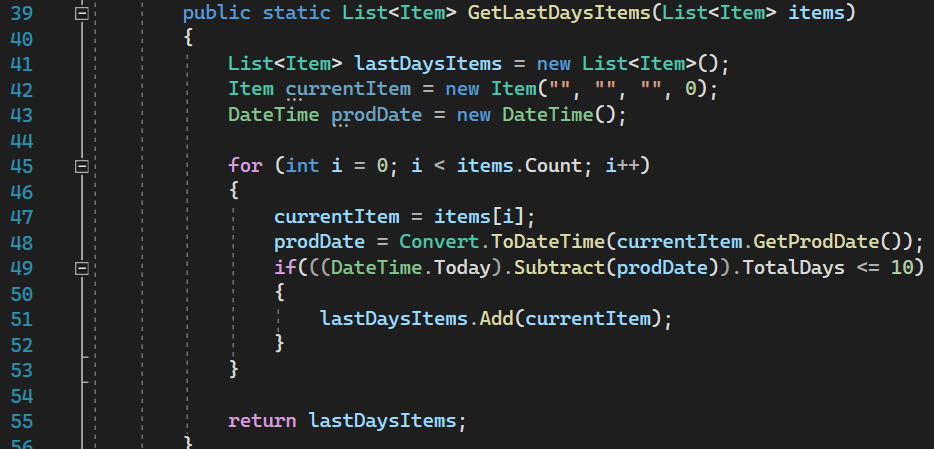 39 public static List<Item> GetLastDaysItems(List<Item> items)
40 {
41 List<Item> lastDaysItems = new List<Item>();
42 Item currentItem = new Item("", "", "", 0);
43 DateTime prodDate = new DateTime();
44
45 for (int i = 0; i < items.Count; i++)
46 {
47 currentItem = items[i];
48 prodDate = Convert.ToDateTime(currentItem.GetProdDate());
49 if(((DateTime.Today).Subtract(prodDate)).TotalDays <= 10)
50 {
51 lastDaysItems.Add(currentItem);
52 }
53 }
54
55 return lastDaysItems;
56 }